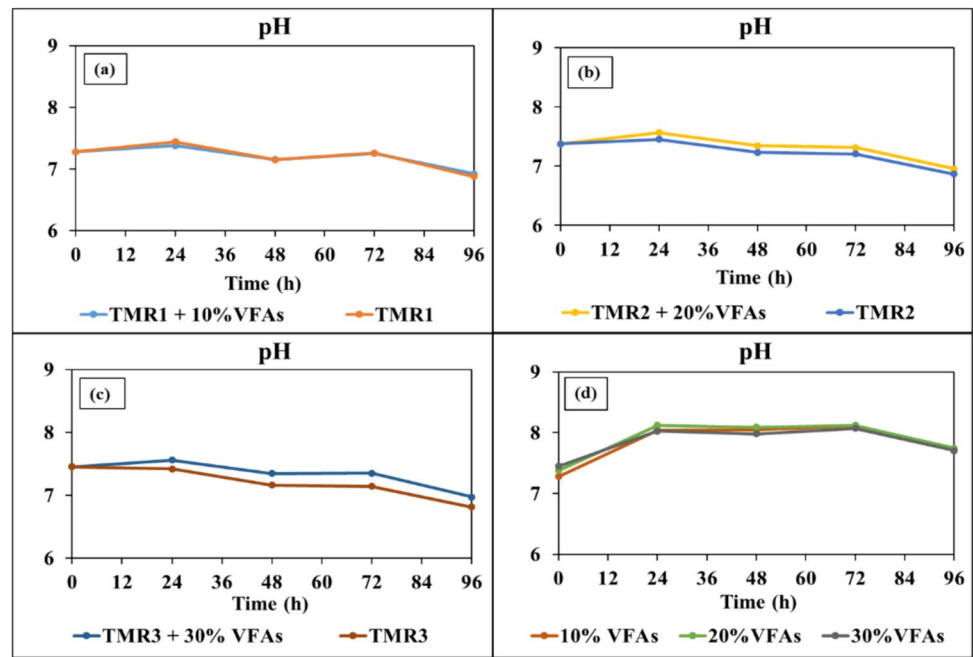 pH
9
(a)
8
7
6
0 12 24 36 48 60 72 84 96
Time (h)
TMR1 + 10%VFAs TMR1
pH
9
(b)
8
7
6
0 12 24 36 48 60 72 84 96
Time (h)
TMR2 + 20%VFAs TMR2
pH
9
(c)
8
7
6
0 12 24 36 48 60 72 84 96
Time (h)
TMR3 + 30% VFAs TMR3
pH
9
(d)
8
7
6
0 12 24 36 48 60 72 84 96
Time (h)
10% VFAs 20%VFAs 30%VFAs